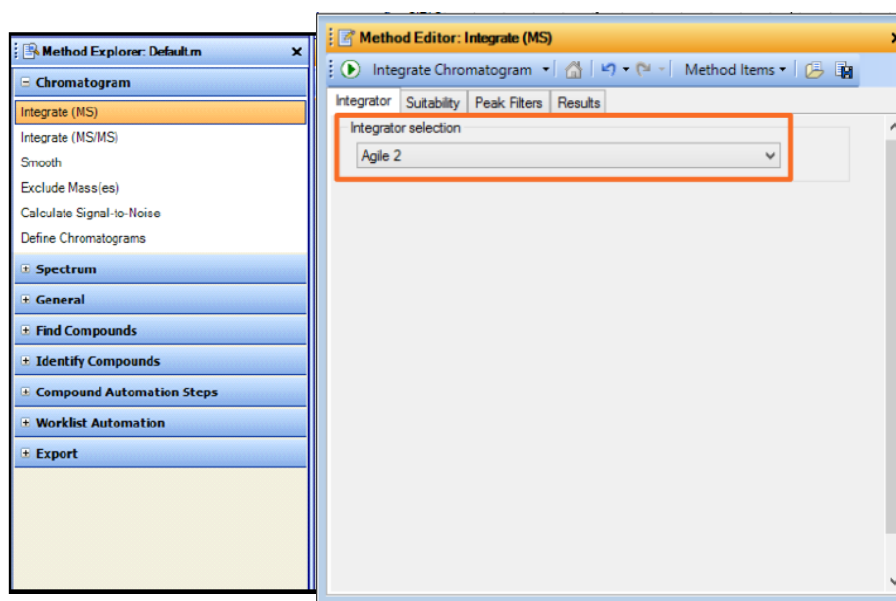 Method Explorer: Default.m
Chromatogram
Integrate (MS)
Integrate (MS/MS)
Smooth
Exclude Mass(es)
Calculate Signal-to-Noise
Define Chromatograms
Spectrum
General
Find Compounds
Identify Compounds
Compound Automation Steps
Worklist Automation
Export
Method Editor: Integrate (MS)
Integrate Chromatogram Method Items
Integrator Suitability Peak Filters Results
Integrator selection
Agile 2